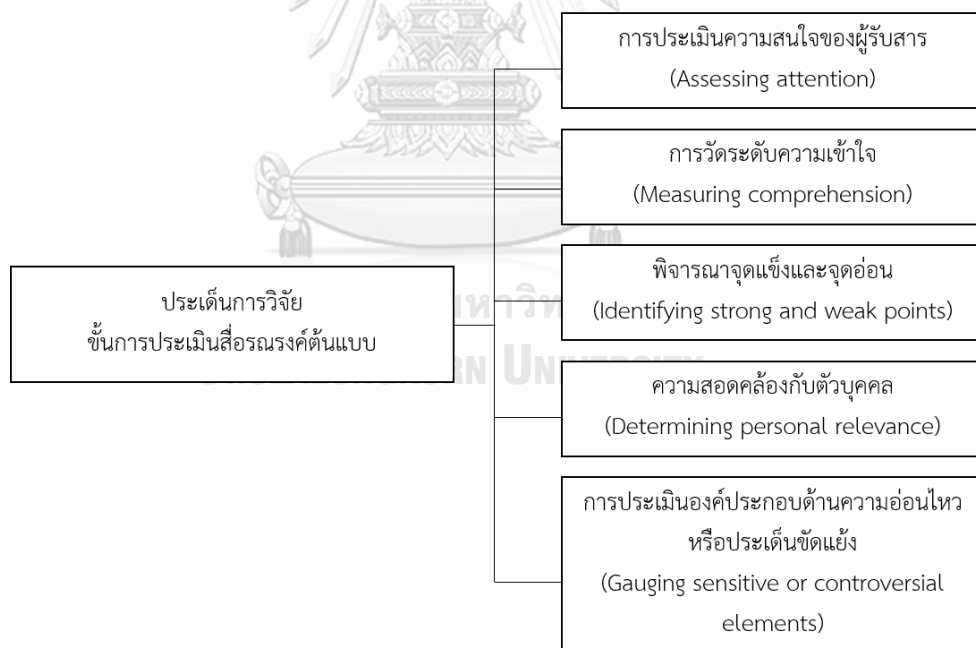 การประเมินความสนใจของผู้รับสาร
(Assessing attention)
การวัดระดับความเข้าใจ
(Measuring comprehension)
พิจารณาจุดแข็งและจุดอ่อน
(Identifying strong and weak points)
ประเด็นการวิจัย
ขั้นการประเมินสื่อรณรงค์ต้นแบบ
ความสอดคล้องกับตัวบุคคล
(Determining personal relevance)
การประเมินองค์ประกอบด้านความอ่อนไหว
หรือประเด็นขัดแย้ง
(Gauging sensitive or controversial
elements)